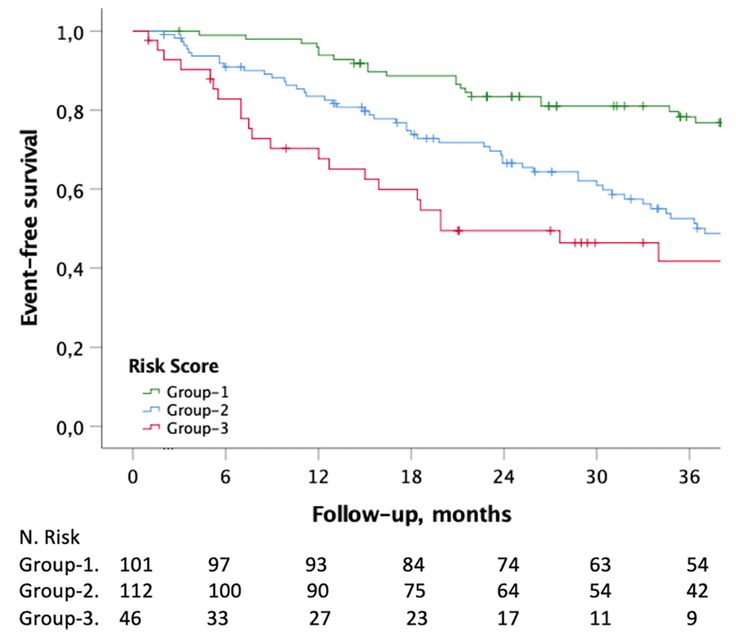 Event-free survival
1,0
0,8
0,6
0,4
0,2
0,0
Risk Score
Group-1
Group-2
Group-3
0 6 12 18 24 30 36
Follow-up, months
N. Risk
Group-1. 101 97 93 84 74 63 54
Group-2. 112 100 90 75 64 54 42
Group-3. 46 33 27 23 17 11 9